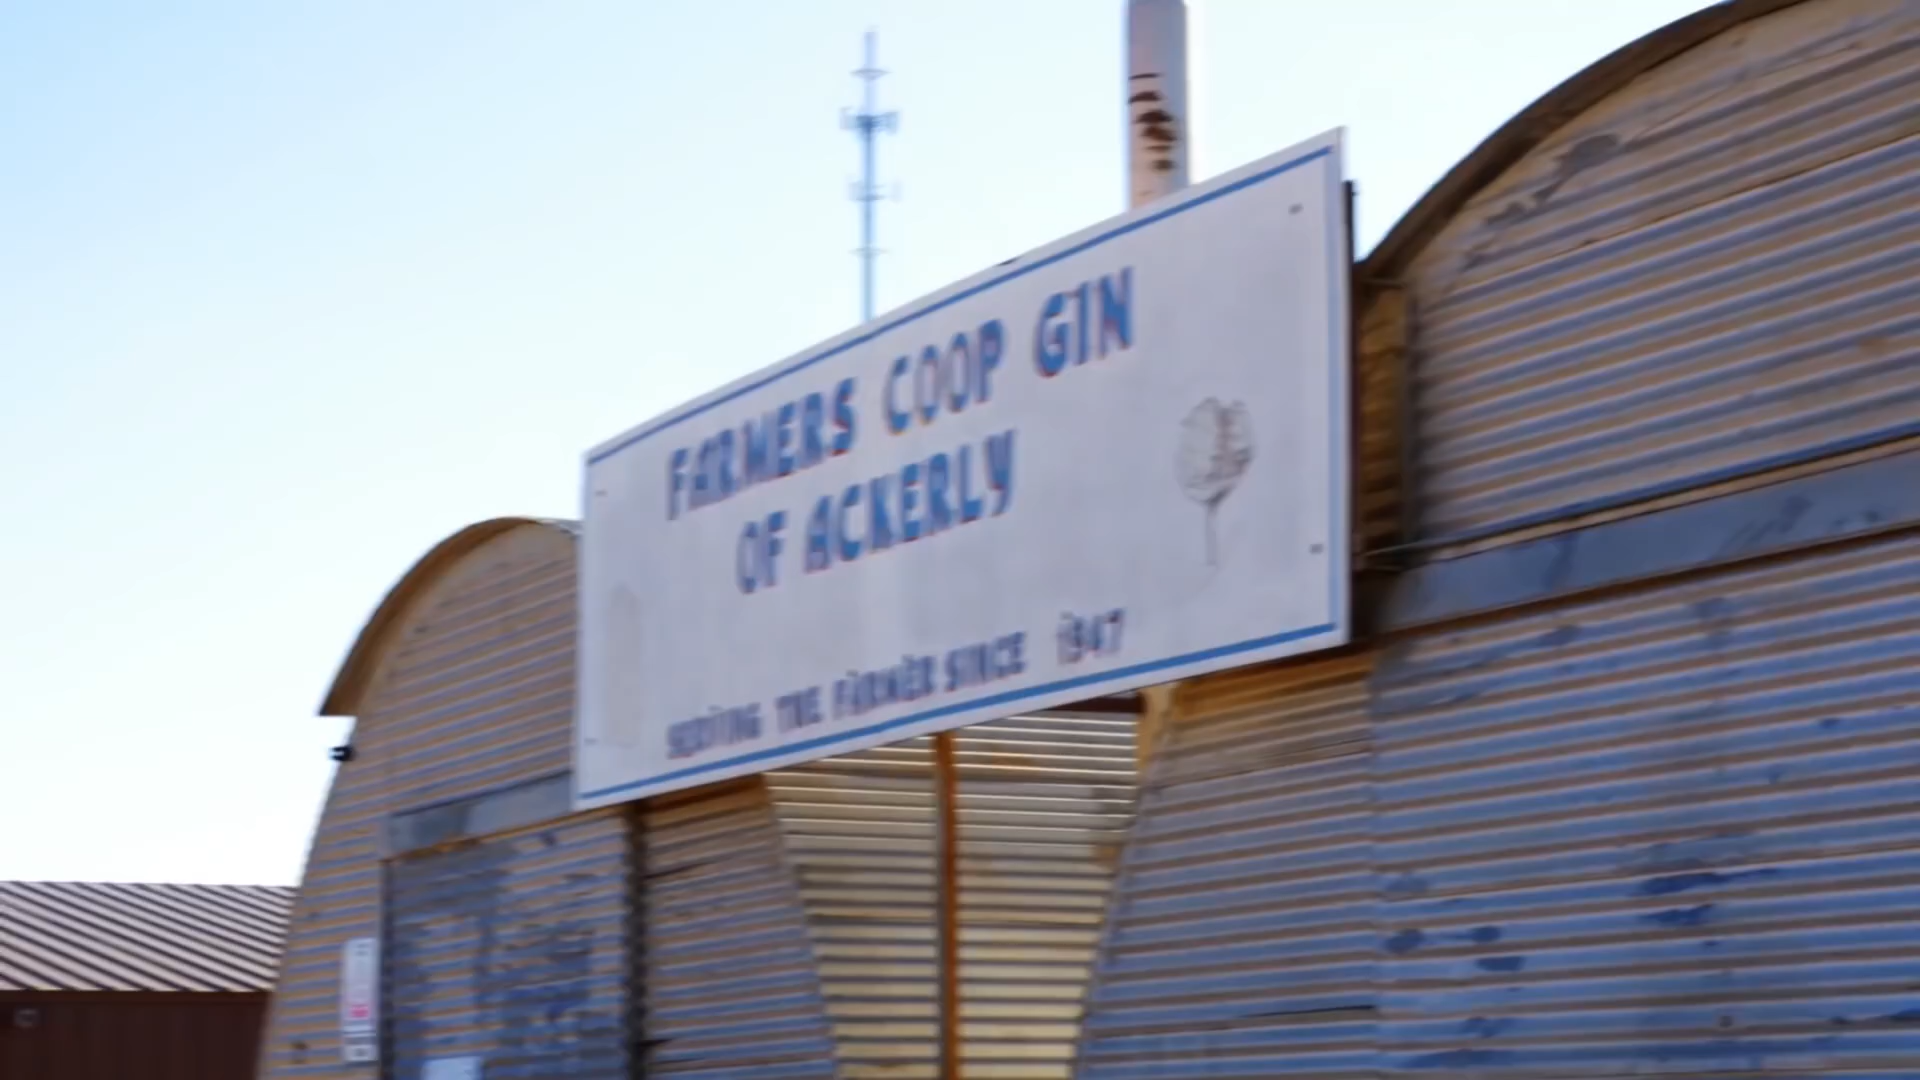 FARMERS COOP GIN
OF ACKERLY
SERVING THE FARMER SINCE 1947